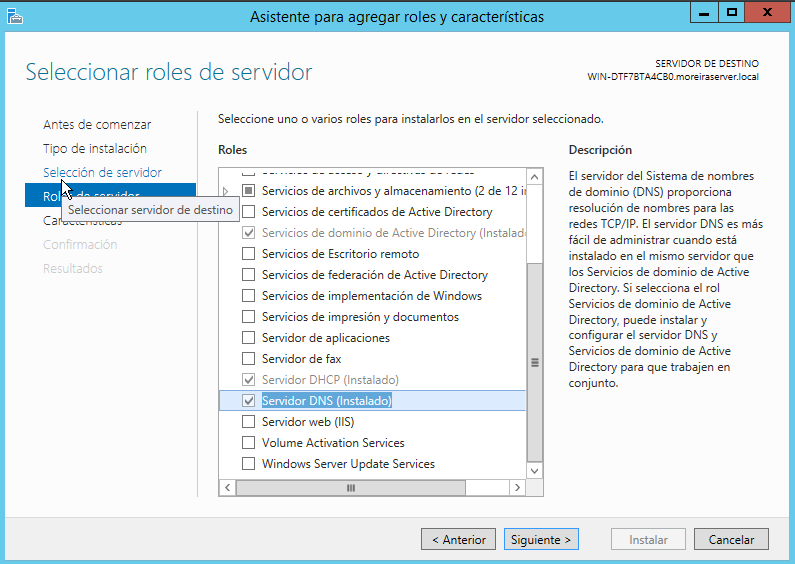 Asistente para agregar roles y características
Seleccionar roles de servidor
SERVIDOR DE DESTINO
WIN-DTF7BTA4CB0.moreiraserver.local
Antes de comenzar
Tipo de instalación
Selección de servidor
Roles de servidor
Seleccionar servidor de destino
Características
Confirmación
Resultados
Seleccione uno o varios roles para instalarlos en el servidor seleccionado.
Roles
Servicios de archivos y almacenamiento (2 de 12 in
Servicios de certificados de Active Directory
Servicios de dominio de Active Directory (Instalado
Servicios de Escritorio remoto
Servicios de federación de Active Directory
Servicios de implementación de Windows
Servicios de impresión y documentos
Servidor de aplicaciones
Servidor de fax
Servidor DHCP (Instalado)
Servidor DNS (Instalado)
Servidor web (IIS)
Volume Activation Services
Windows Server Update Services
Descripción
El servidor del Sistema de nombres
de dominio (DNS) proporciona
resolución de nombres para las
redes TCP/IP. El servidor DNS es más
fácil de administrar cuando está
instalado en el mismo servidor que
los Servicios de dominio de Active
Directory. Si selecciona el rol
Servicios de dominio de Active
Directory, puede instalar y
configurar el servidor DNS y
Servicios de dominio de Active
Directory para que trabajen en
conjunto.
< Anterior
Siguiente >
Instalar
Cancelar